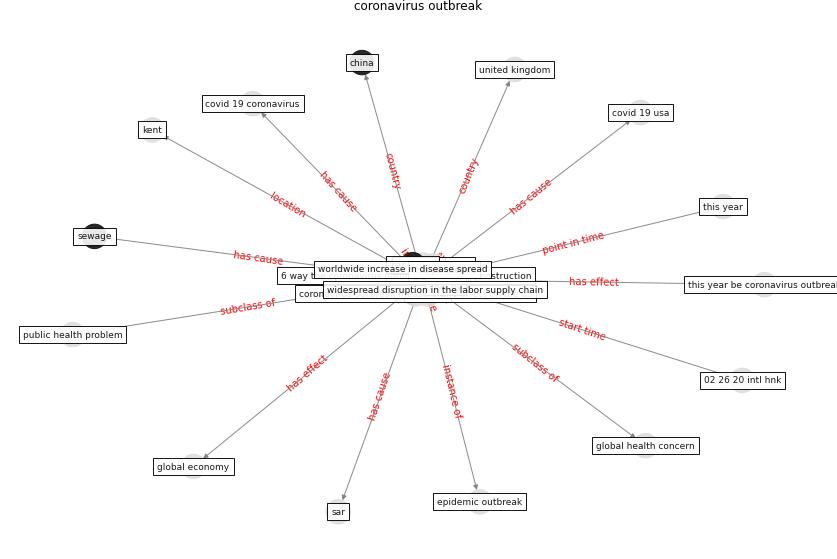 coronavirus outbreak
china
united kingdom
covid 19 coronavirus
covid 19 usa
kent
country
country
has cause
has cause
location
this year
sewage
point in time
has cause
worldwide increase in disease spread
6 way
struction
has effect
this year be coronavirus outbreak
widespread disruption in the labor supply chain
coron
subclass of
public health problem
start time
has effect
subclass of
02 26 20 intl hnk
has cause
instance of
global health concern
global economy
epidemic outbreak
sar